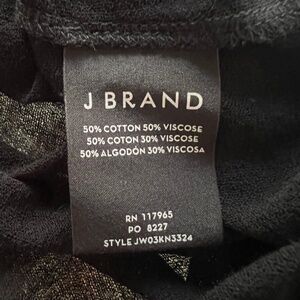 J BRAND
50% COTTON 50% VISCOSE
50% COTON 30% VISCOSE
50% ALGODÓN 30% VISCOSA
RN 117965
PO 8227
STYLE JW03KN3324